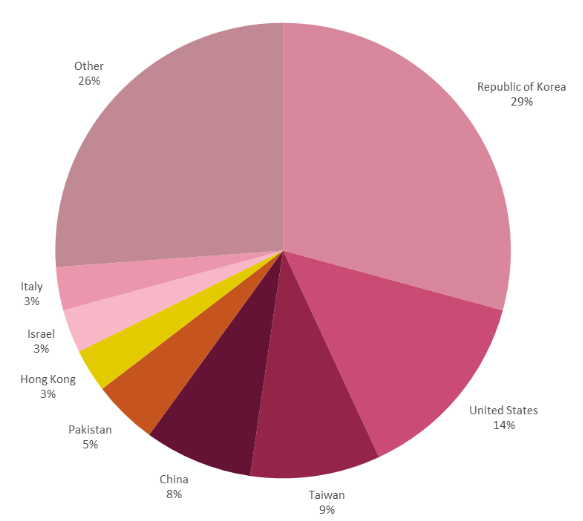 Republic of Korea
29%
United States
14%
Taiwan
9%
China
8%
Pakistan
5%
Hong Kong
3%
Israel
3%
Italy
3%
Other
26%